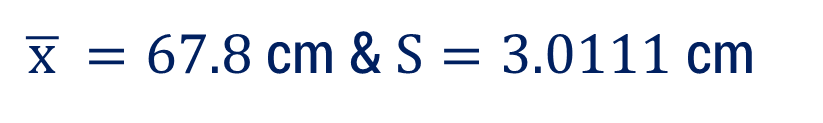 x̅ = 67.8 cm & S = 3.0111 cm